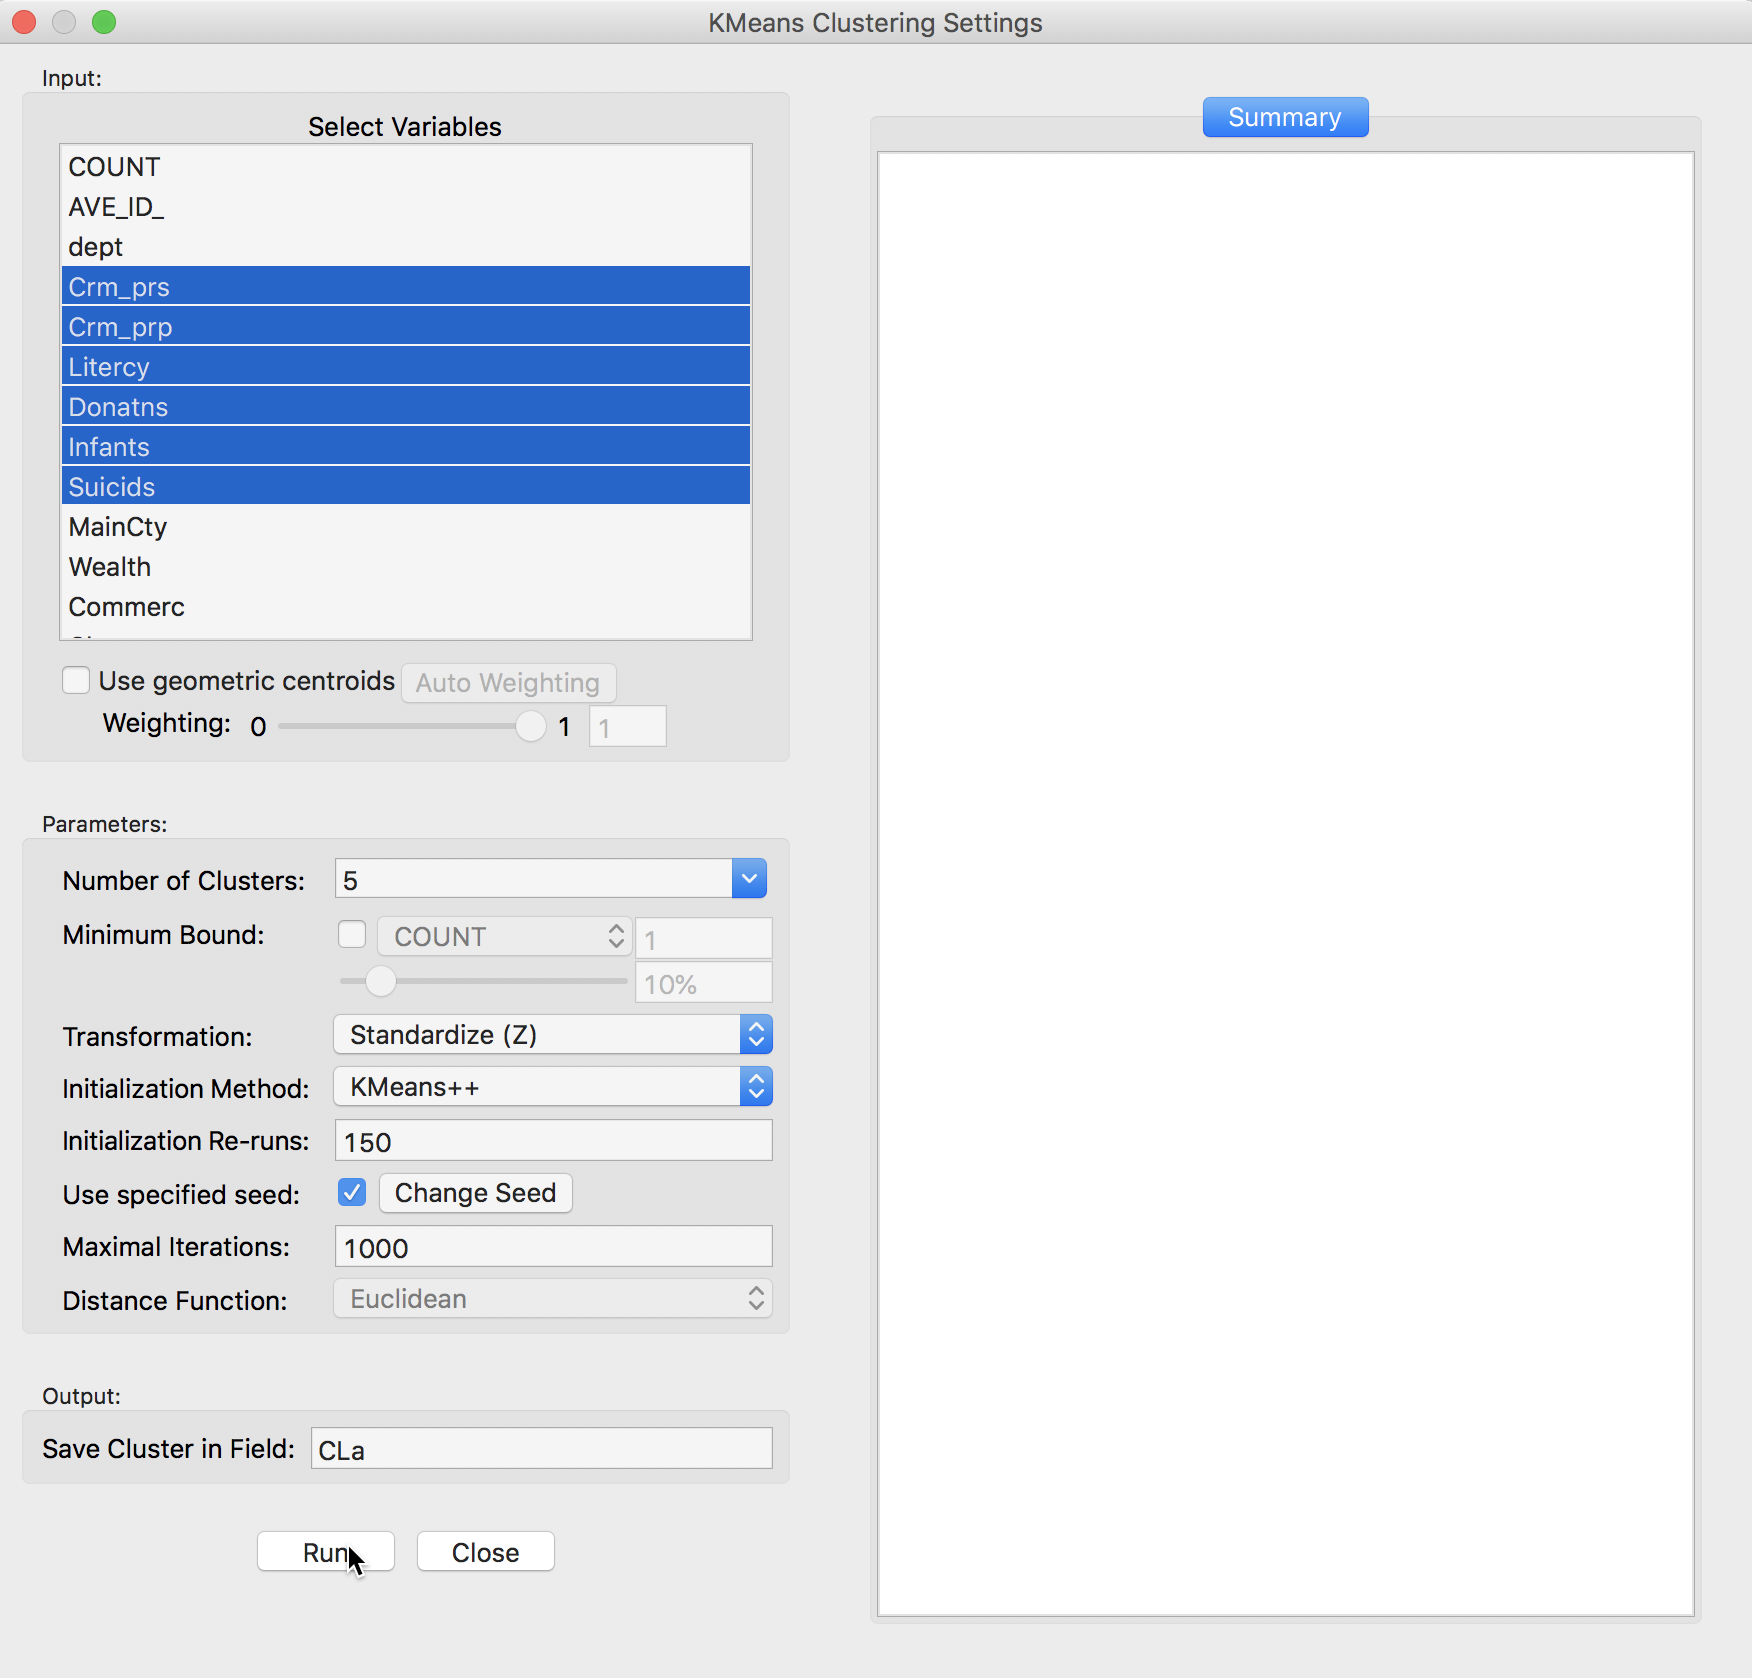 KMeans Clustering Settings
Input:
Select Variables
COUNT
AVE_ID_
dept
Crm_prs
Crm_prp
Litercy
Donatns
Infants
Suicids
MainCty
Wealth
Commerc
Use geometric centroids Auto Weighting
Weighting: 0 1 1
Parameters:
Number of Clusters: 5
Minimum Bound: COUNT 1
10%
Transformation: Standardize (Z)
Initialization Method: KMeans++
Initialization Re-runs: 150
Use specified seed: Change Seed
Maximal Iterations: 1000
Distance Function: Euclidean
Output:
Save Cluster in Field: CLa
Run Close
Summary